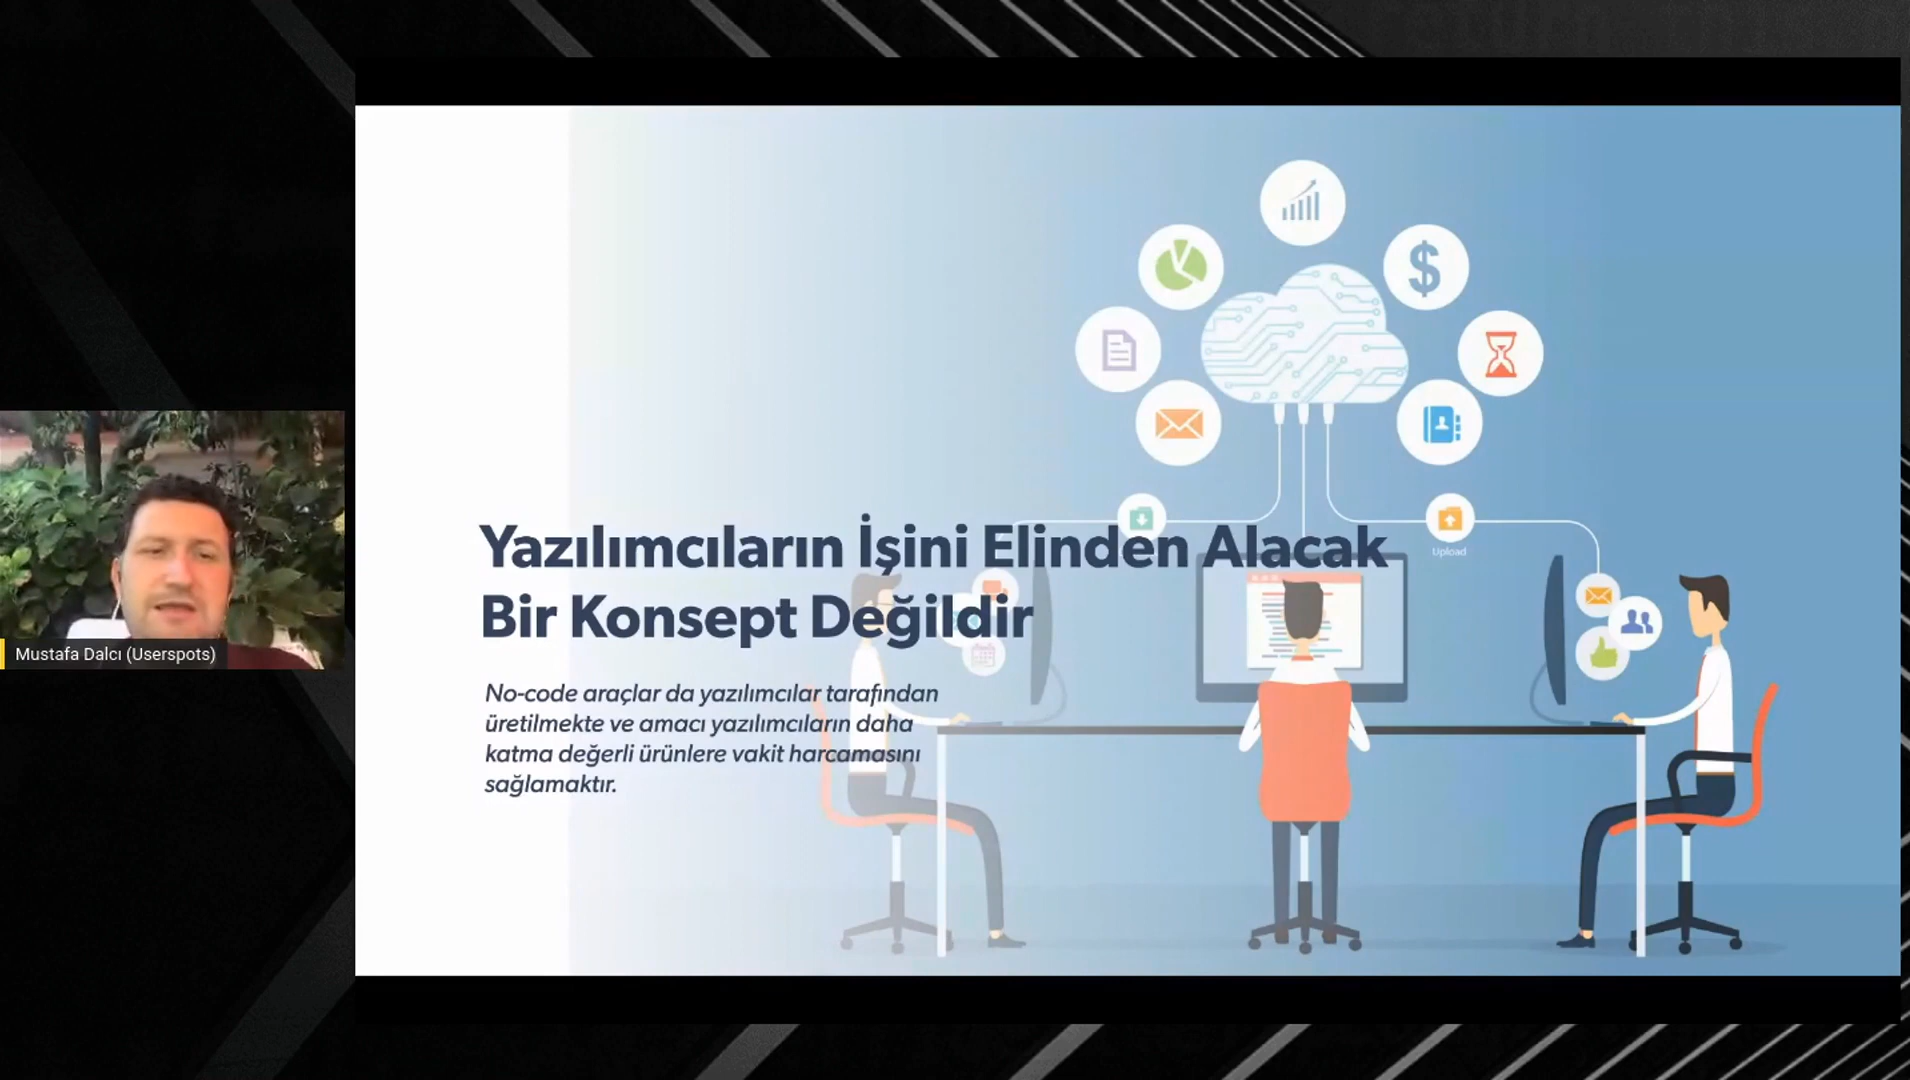 Yazılımcıların İşini Elinden Alacak
Bir Konsept Değildir
No-code araçlar da yazılımcılar tarafından
üretilmekte ve amacı yazılımcıların daha
katma değerli ürünlere vakit harcamasını
sağlamaktır.
Upload
Mustafa Dalcı (Userspots)